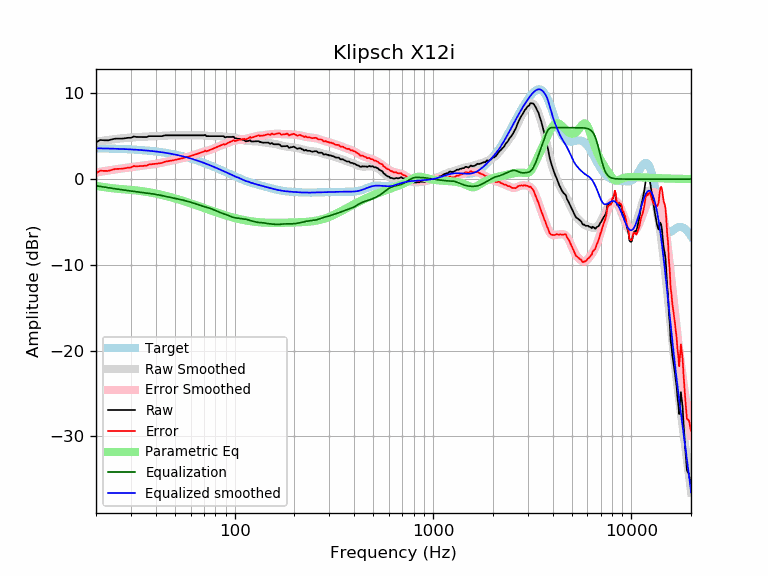 Klipsch X12i
Amplitude (dBr)
10
0
−10
−20
−30
Target
Raw Smoothed
Error Smoothed
Raw
Error
Parametric Eq
Equalization
Equalized smoothed
100
1000
10000
Frequency (Hz)